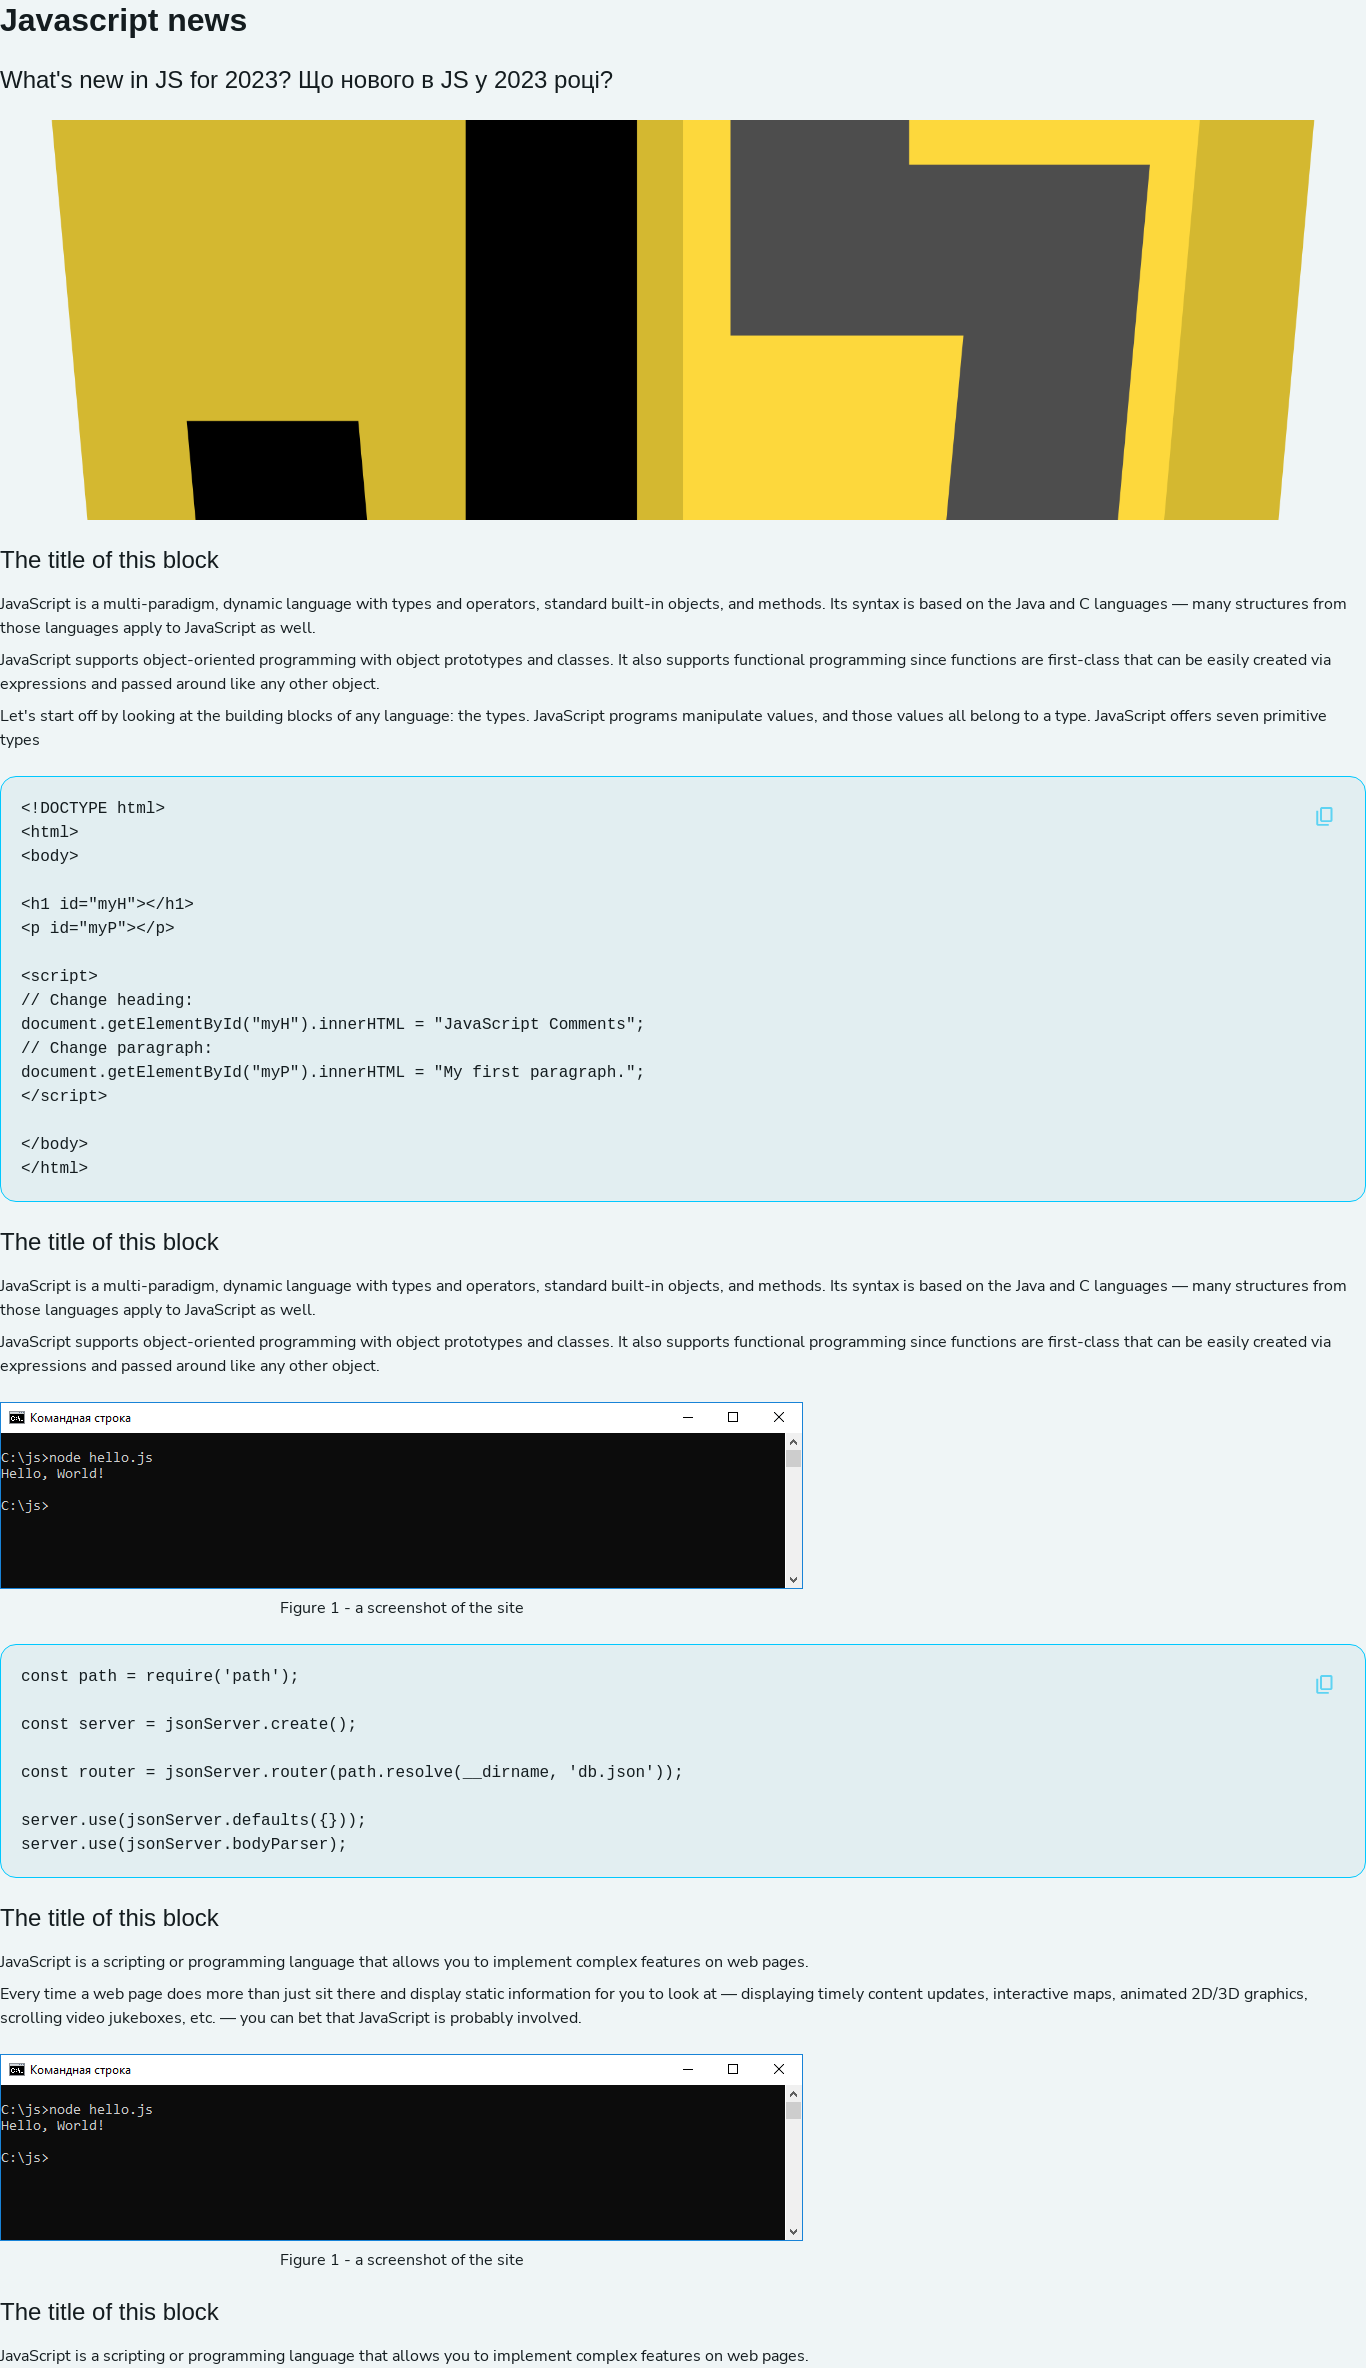 Javascript news
What's new in JS for 2023? Що нового в JS у 2023 році?
The title of this block
JavaScript is a multi-paradigm, dynamic language with types and operators, standard built-in objects, and methods. Its syntax is based on the Java and C languages — many structures from
those languages apply to JavaScript as well.
JavaScript supports object-oriented programming with object prototypes and classes. It also supports functional programming since functions are first-class that can be easily created via
expressions and passed around like any other object.
Let's start off by looking at the building blocks of any language: the types. JavaScript programs manipulate values, and those values all belong to a type. JavaScript offers seven primitive
types
<!DOCTYPE html>
<html>
<body>
<h1 id="myH"></h1>
<p id="myP"></p>
<script>
// Change heading:
document.getElementById("myH").innerHTML = "JavaScript Comments";
// Change paragraph:
document.getElementById("myP").innerHTML = "My first paragraph.";
</script>
</body>
</html>
The title of this block
JavaScript is a multi-paradigm, dynamic language with types and operators, standard built-in objects, and methods. Its syntax is based on the Java and C languages — many structures from
those languages apply to JavaScript as well.
JavaScript supports object-oriented programming with object prototypes and classes. It also supports functional programming since functions are first-class that can be easily created via
expressions and passed around like any other object.
Командная строка
C:\js>node hello.js
Hello, World!
C:\js>
Figure 1 - a screenshot of the site
const path = require('path');
const server = jsonServer.create();
const router = jsonServer.router(path.resolve(__dirname, 'db.json'));
server.use(jsonServer.defaults({}));
server.use(jsonServer.bodyParser);
The title of this block
JavaScript is a scripting or programming language that allows you to implement complex features on web pages.
Every time a web page does more than just sit there and display static information for you to look at — displaying timely content updates, interactive maps, animated 2D/3D graphics,
scrolling video jukeboxes, etc. — you can bet that JavaScript is probably involved.
Командная строка
C:\js>node hello.js
Hello, World!
C:\js>
Figure 1 - a screenshot of the site
The title of this block
JavaScript is a scripting or programming language that allows you to implement complex features on web pages.